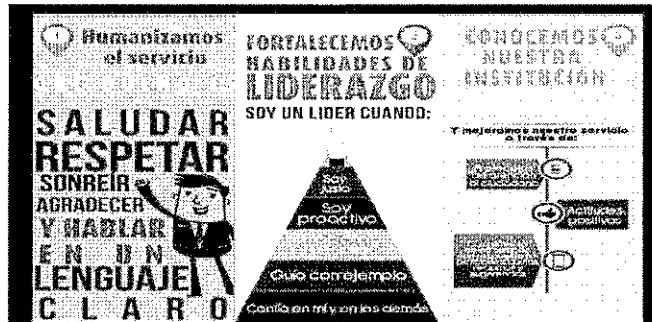 1 Humanizamos
el servicio
SALUDAR
RESPETAR
SONREÍR
AGRADECER
Y HABLAR
EN UN
LENGUAJE
CLARO
2
FORTALECEMOS
HABILIDADES DE
LIDERAZGO
SOY UN LIDER CUANDO:
Soy
justo
Soy
proactivo
Guío con ejemplo
Confío en mí y en los demás
3
CONOCEMOS
NUESTRA
INSTITUCIÓN
Y mejoramos nuestro servicio
a través de:
Actitudes
positivas